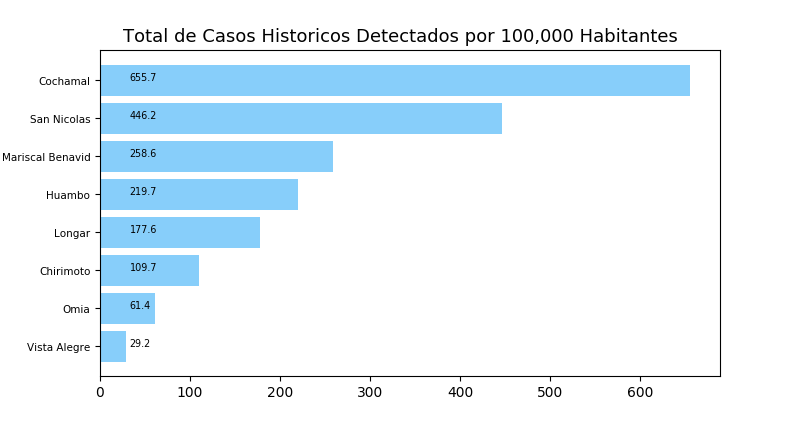 Total de Casos Historicos Detectados por 100,000 Habitantes
Cochamal 655.7
San Nicolas 446.2
Mariscal Benavid 258.6
Huambo 219.7
Longar 177.6
Chirimoto 109.7
Omia 61.4
Vista Alegre 29.2
0 100 200 300 400 500 600